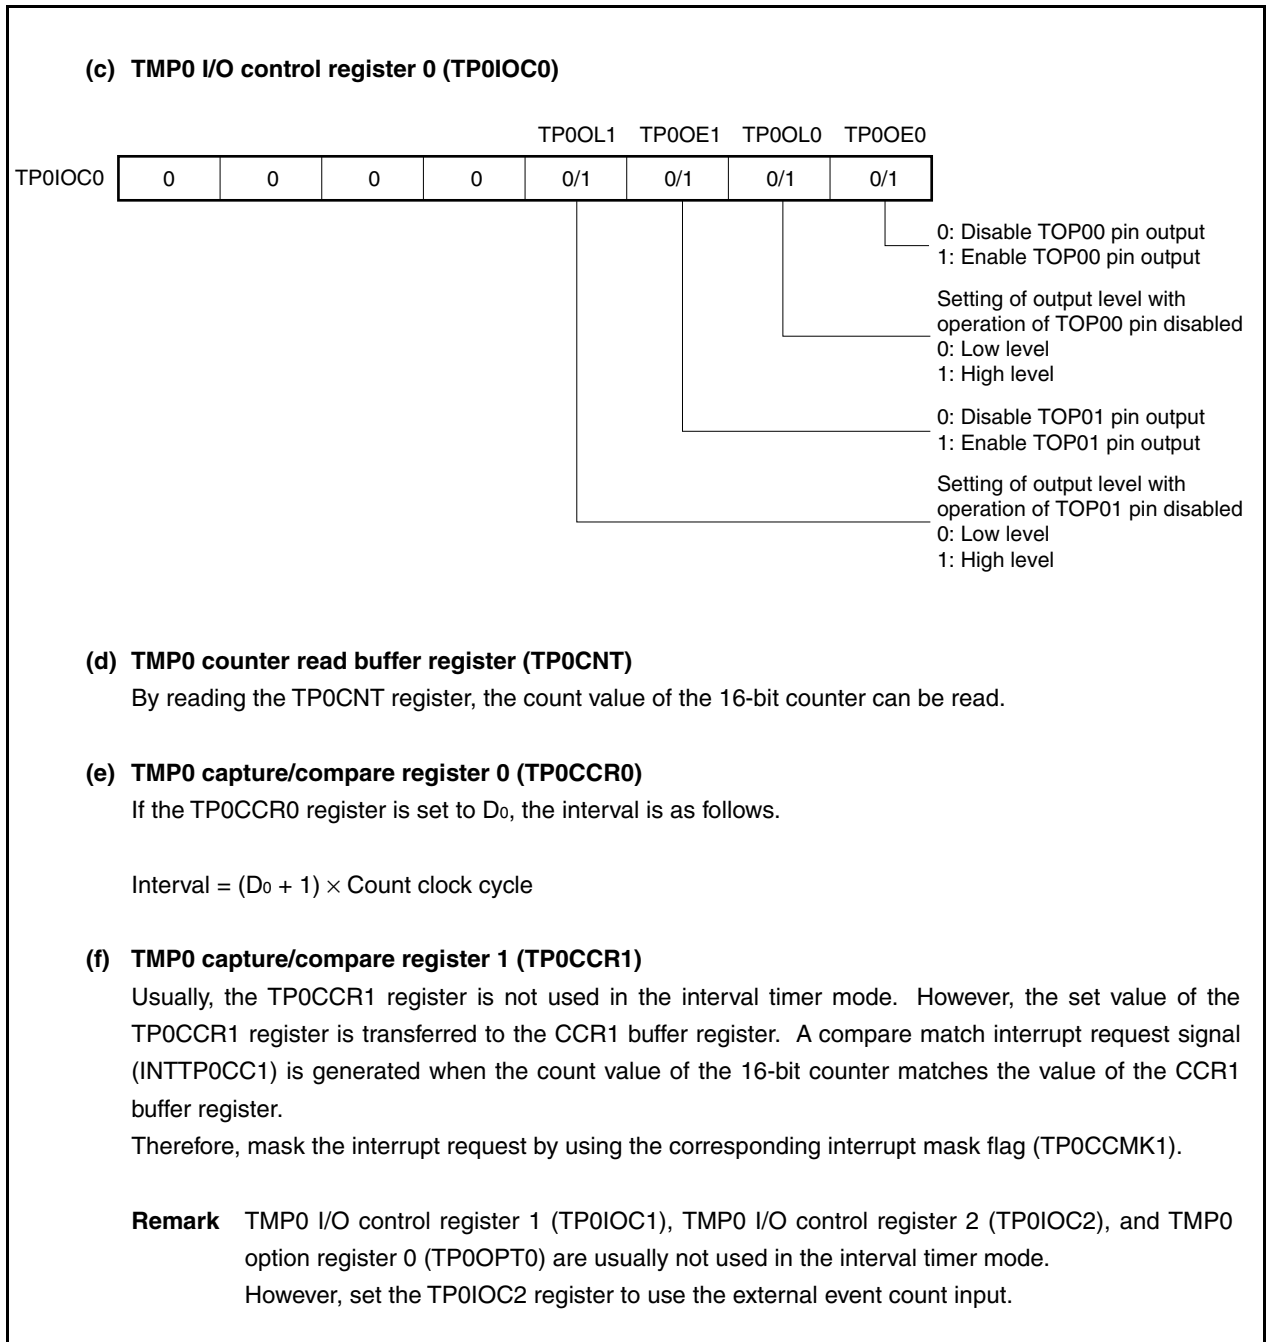 (c) TMP0 I/O control register 0 (TP0IOC0)
TP0OL1 TP0OE1 TP0OL0 TP0OE0
TP0IOC0 0 0 0 0 0/1 0/1 0/1 0/1
0: Disable TOP00 pin output
1: Enable TOP00 pin output
Setting of output level with
operation of TOP00 pin disabled
0: Low level
1: High level
0: Disable TOP01 pin output
1: Enable TOP01 pin output
Setting of output level with
operation of TOP01 pin disabled
0: Low level
1: High level
(d) TMP0 counter read buffer register (TP0CNT)
By reading the TP0CNT register, the count value of the 16-bit counter can be read.
(e) TMP0 capture/compare register 0 (TP0CCR0)
If the TP0CCR0 register is set to D0, the interval is as follows.
Interval = (D0 + 1) × Count clock cycle
(f) TMP0 capture/compare register 1 (TP0CCR1)
Usually, the TP0CCR1 register is not used in the interval timer mode. However, the set value of the
TP0CCR1 register is transferred to the CCR1 buffer register. A compare match interrupt request signal
(INTTP0CC1) is generated when the count value of the 16-bit counter matches the value of the CCR1
buffer register.
Therefore, mask the interrupt request by using the corresponding interrupt mask flag (TP0CCMK1).
Remark TMP0 I/O control register 1 (TP0IOC1), TMP0 I/O control register 2 (TP0IOC2), and TMP0
option register 0 (TP0OPT0) are usually not used in the interval timer mode.
However, set the TP0IOC2 register to use the external event count input.